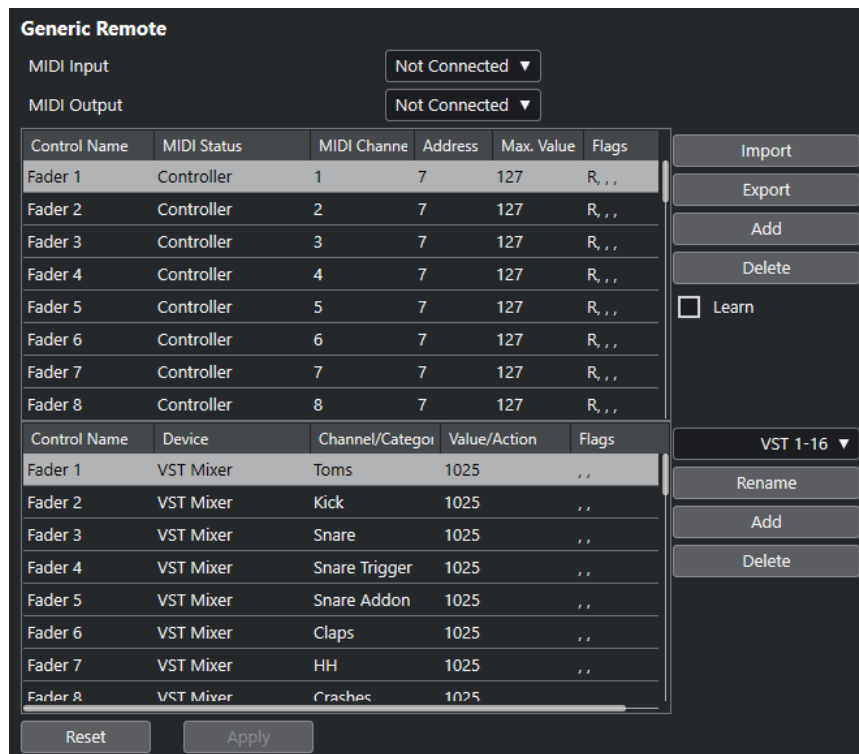 Generic Remote
MIDI Input Not Connected ▼
MIDI Output Not Connected ▼
Control Name MIDI Status MIDI Channe Address Max. Value Flags
Fader 1 Controller 1 7 127 R, , ,
Fader 2 Controller 2 7 127 R, , ,
Fader 3 Controller 3 7 127 R, , ,
Fader 4 Controller 4 7 127 R, , ,
Fader 5 Controller 5 7 127 R, , ,
Fader 6 Controller 6 7 127 R, , ,
Fader 7 Controller 7 7 127 R, , ,
Fader 8 Controller 8 7 127 R, , ,
Import
Export
Add
Delete
Learn
Control Name Device Channel/Categor Value/Action Flags
Fader 1 VST Mixer Toms 1025 , ,
Fader 2 VST Mixer Kick 1025 , ,
Fader 3 VST Mixer Snare 1025 , ,
Fader 4 VST Mixer Snare Trigger 1025 , ,
Fader 5 VST Mixer Snare Addon 1025 , ,
Fader 6 VST Mixer Claps 1025 , ,
Fader 7 VST Mixer HH 1025 , ,
Fader 8 VST Mixer Crashes 1025
VST 1-16 ▼
Rename
Add
Delete
Reset Apply